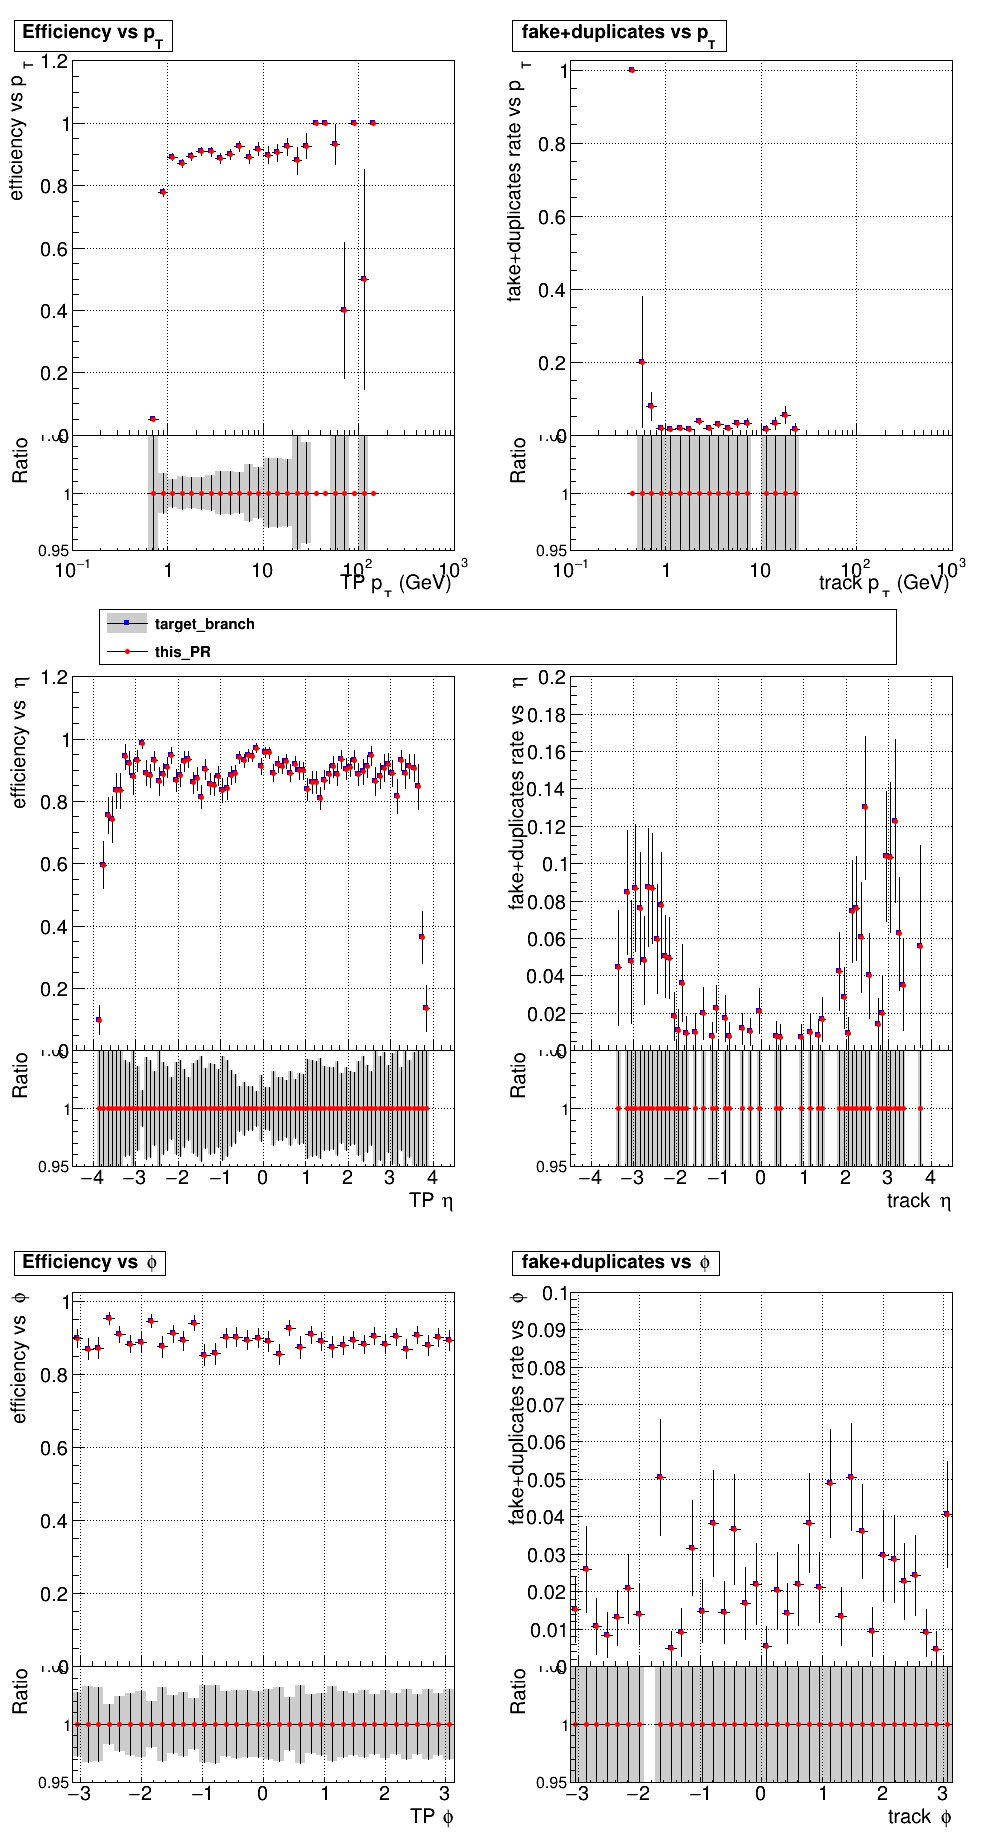 Efficiency vs p_T
fake+duplicates vs p_T
efficiency vs p_T
1.2
1
0.8
0.6
0.4
0.2
0
Ratio
1
0.95
10^−1 1 10 10^2 10^3
TP p_T (GeV)
fake+duplicates rate vs p_T
1
0.8
0.6
0.4
0.2
0
Ratio
1
0.95
10^−1 1 10 10^2 10^3
track p_T (GeV)
target_branch
this_PR
efficiency vs η
1.2
1
0.8
0.6
0.4
0.2
0
Ratio
1
0.95
−4 −3 −2 −1 0 1 2 3 4
TP η
fake+duplicates rate vs η
0.2
0.18
0.16
0.14
0.12
0.1
0.08
0.06
0.04
0.02
0
Ratio
1
0.95
−4 −3 −2 −1 0 1 2 3 4
track η
Efficiency vs ϕ
fake+duplicates vs ϕ
efficiency vs ϕ
1
0.8
0.6
0.4
0.2
0
Ratio
1
0.95
−3 −2 −1 0 1 2 3
TP ϕ
fake+duplicates rate vs ϕ
0.1
0.09
0.08
0.07
0.06
0.05
0.04
0.03
0.02
0.01
0
Ratio
1
0.95
−3 −2 −1 0 1 2 3
track ϕ